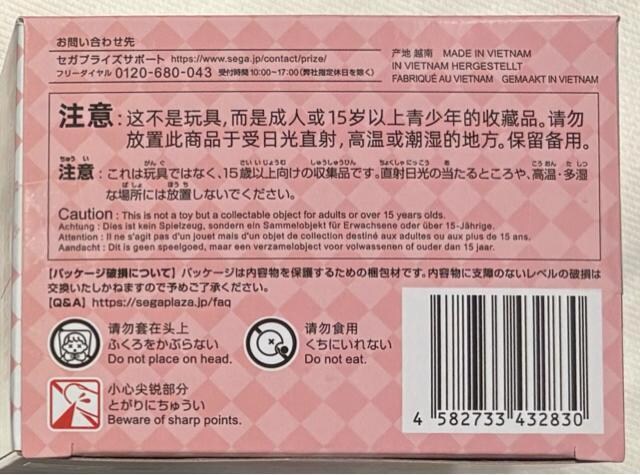 お問い合わせ先
セガプライズサポート https://www.sega.jp/contact/prize/
フリーダイヤル 0120-680-043 受付時間 10:00~17:00 (弊社指定休日を除く)
产地 越南 MADE IN VIETNAM
IN VIETNAM HERGESTELLT
FABRIQUÉ AU VIETNAM GEMAAKT IN VIETNAM
注意:这不是玩具,而是成人或15岁以上青少年的收藏品。请勿
放置此商品于受日光直射,高温或潮湿的地方。保留备用。
注意:これは玩具ではなく、15歳以上向けの収集品です。直射日光の当たるところや、高温・多湿
な場所には放置しないでください。
Caution : This is not a toy but a collectable object for adults or over 15 years olds.
Achtung : Dies ist kein Spielzeug, sondern ein Sammelobjekt für Erwachsene oder über 15-Jährige.
Attention : Il ne s'agit pas d'un jouet mais d'un objet de collection destiné aux adultes ou aux plus de 15 ans.
Aandacht : Dit is geen speelgoed, maar een verzamelobject voor volwassenen of ouder dan 15 jaar.
【パッケージ破損について】パッケージは内容物を保護するための梱包材です。内容物に支障のないレベルの破損は
交換いたしかねますので予めご了承ください。
【Q&A】https://segaplaza.jp/faq
请勿套在头上
ふくろをかぶらない
Do not place on head.
请勿食用
くちにいれない
Do not eat.
小心尖锐部分
とがりにちゅうい
Beware of sharp points.
4 582733 432830